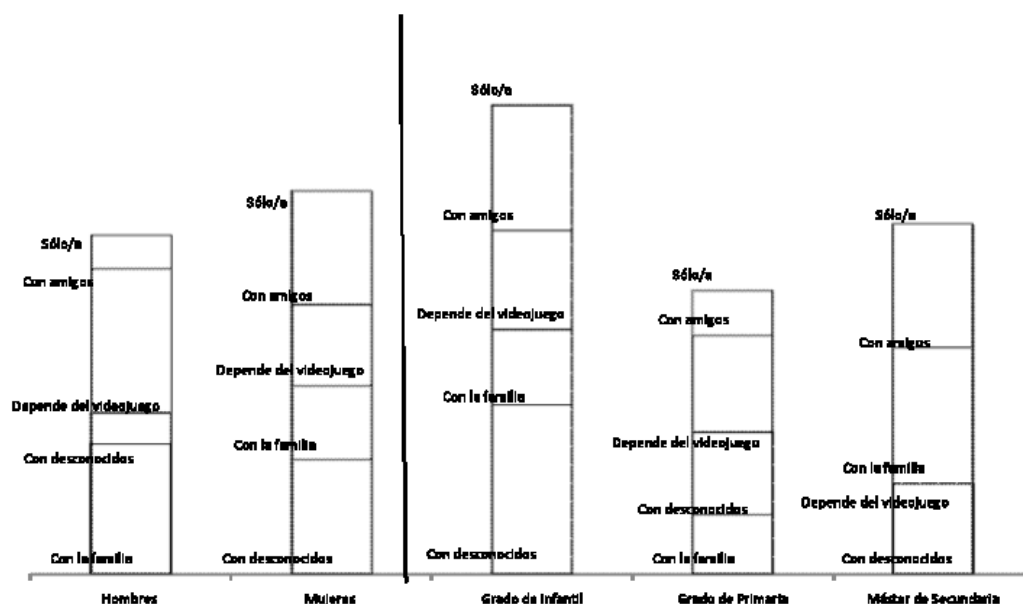 Sólo/a
Con amigos
Depende del videojuego
Con desconocidos
Con la familia
Hombres
Sólo/a
Con amigos
Depende del videojuego
Con la familia
Con desconocidos
Mujeres
Sólo/a
Con amigos
Depende del videojuego
Con la familia
Con desconocidos
Grado de Infantil
Sólo/a
Con amigos
Depende del videojuego
Con desconocidos
Con la familia
Grado de Primaria
Sólo/a
Con amigos
Con la familia
Depende del videojuego
Con desconocidos
Máster de Secundaria